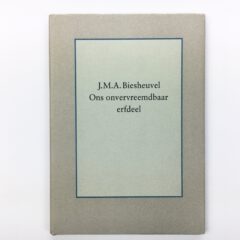 J.M.A. Biesheuvel
Ons onvervreemdbaar
erfdeel